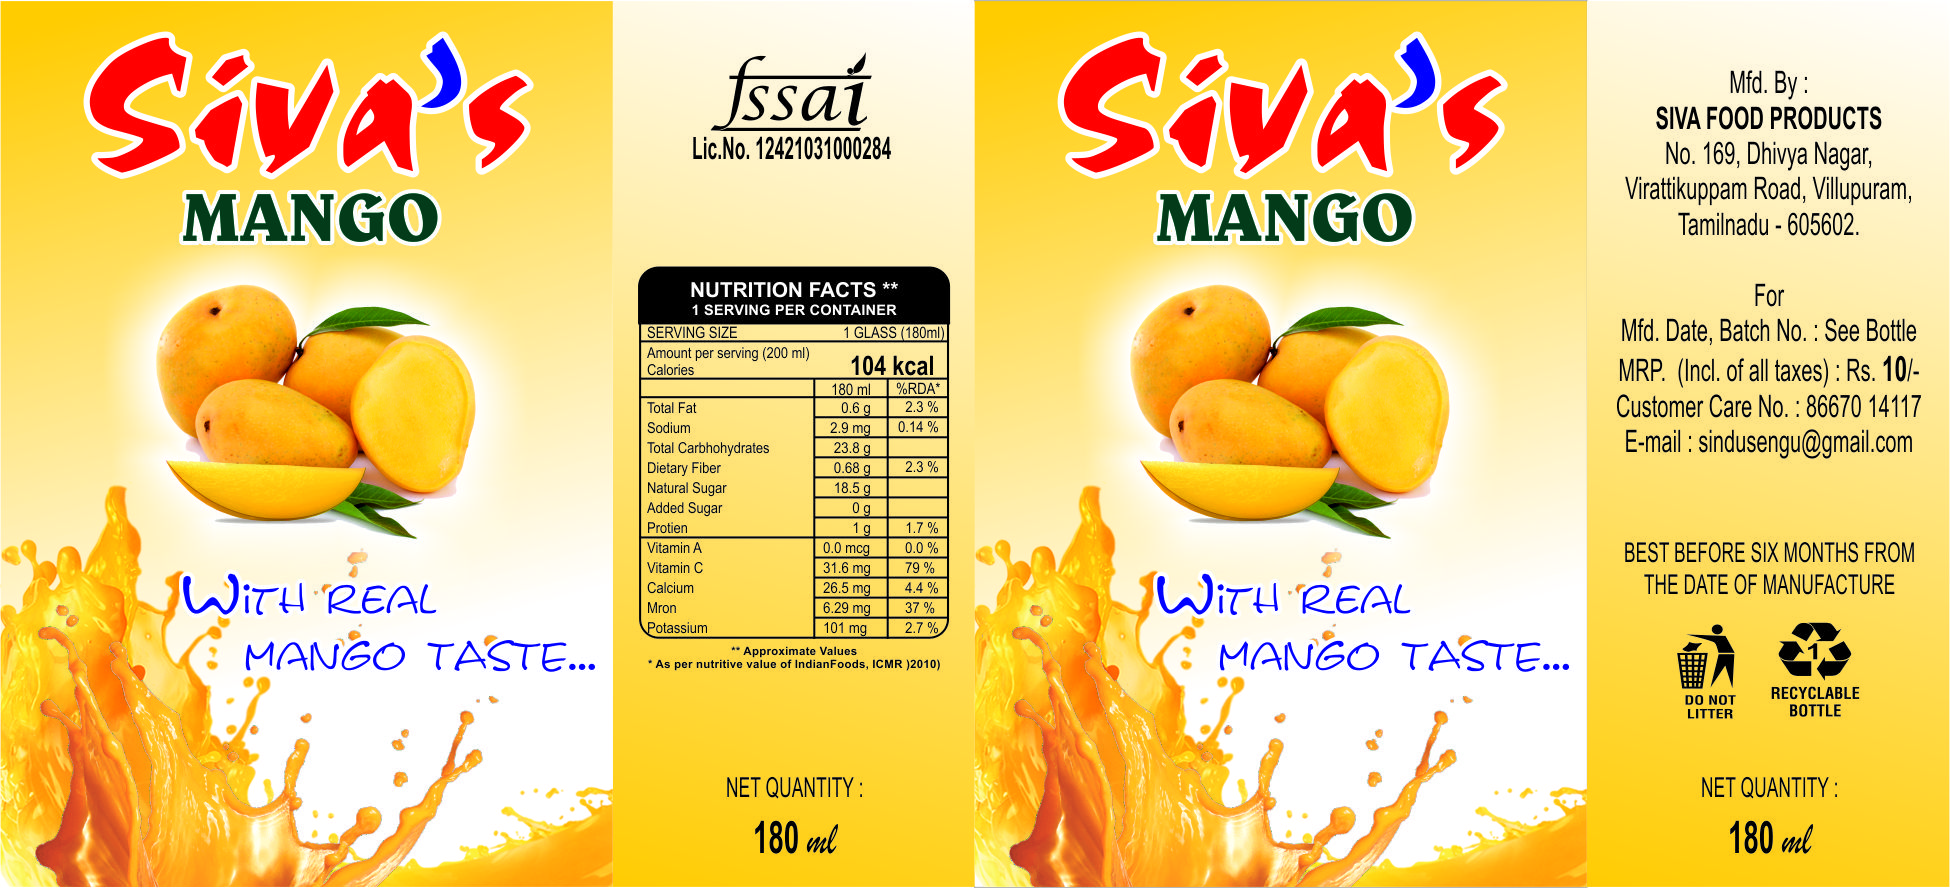 Siva's
MANGO
WiTH REAL
MANGO TASTE...
fssai
Lic.No. 12421031000284
NUTRITION FACTS **
1 SERVING PER CONTAINER
SERVING SIZE 1 GLASS (180ml)
Amount per serving (200 ml)
Calories 104 kcal
180 ml %RDA*
Total Fat 0.6 g 2.3 %
Sodium 2.9 mg 0.14 %
Total Carbhohydrates 23.8 g
Dietary Fiber 0.68 g 2.3 %
Natural Sugar 18.5 g
Added Sugar 0 g
Protien 1 g 1.7 %
Vitamin A 0.0 mcg 0.0 %
Vitamin C 31.6 mg 79 %
Calcium 26.5 mg 4.4 %
Mron 6.29 mg 37 %
Potassium 101 mg 2.7 %
** Approximate Values
* As per nutritive value of IndianFoods, ICMR )2010)
NET QUANTITY :
180 ml
Siva's
MANGO
WiTH REAL
MANGO TASTE...
Mfd. By :
SIVA FOOD PRODUCTS
No. 169, Dhivya Nagar,
Virattikuppam Road, Villupuram,
Tamilnadu - 605602.
For
Mfd. Date, Batch No. : See Bottle
MRP. (Incl. of all taxes) : Rs. 10/-
Customer Care No. : 86670 14117
E-mail : sindusengu@gmail.com
BEST BEFORE SIX MONTHS FROM
THE DATE OF MANUFACTURE
DO NOT
LITTER
1
RECYCLABLE
BOTTLE
NET QUANTITY :
180 ml